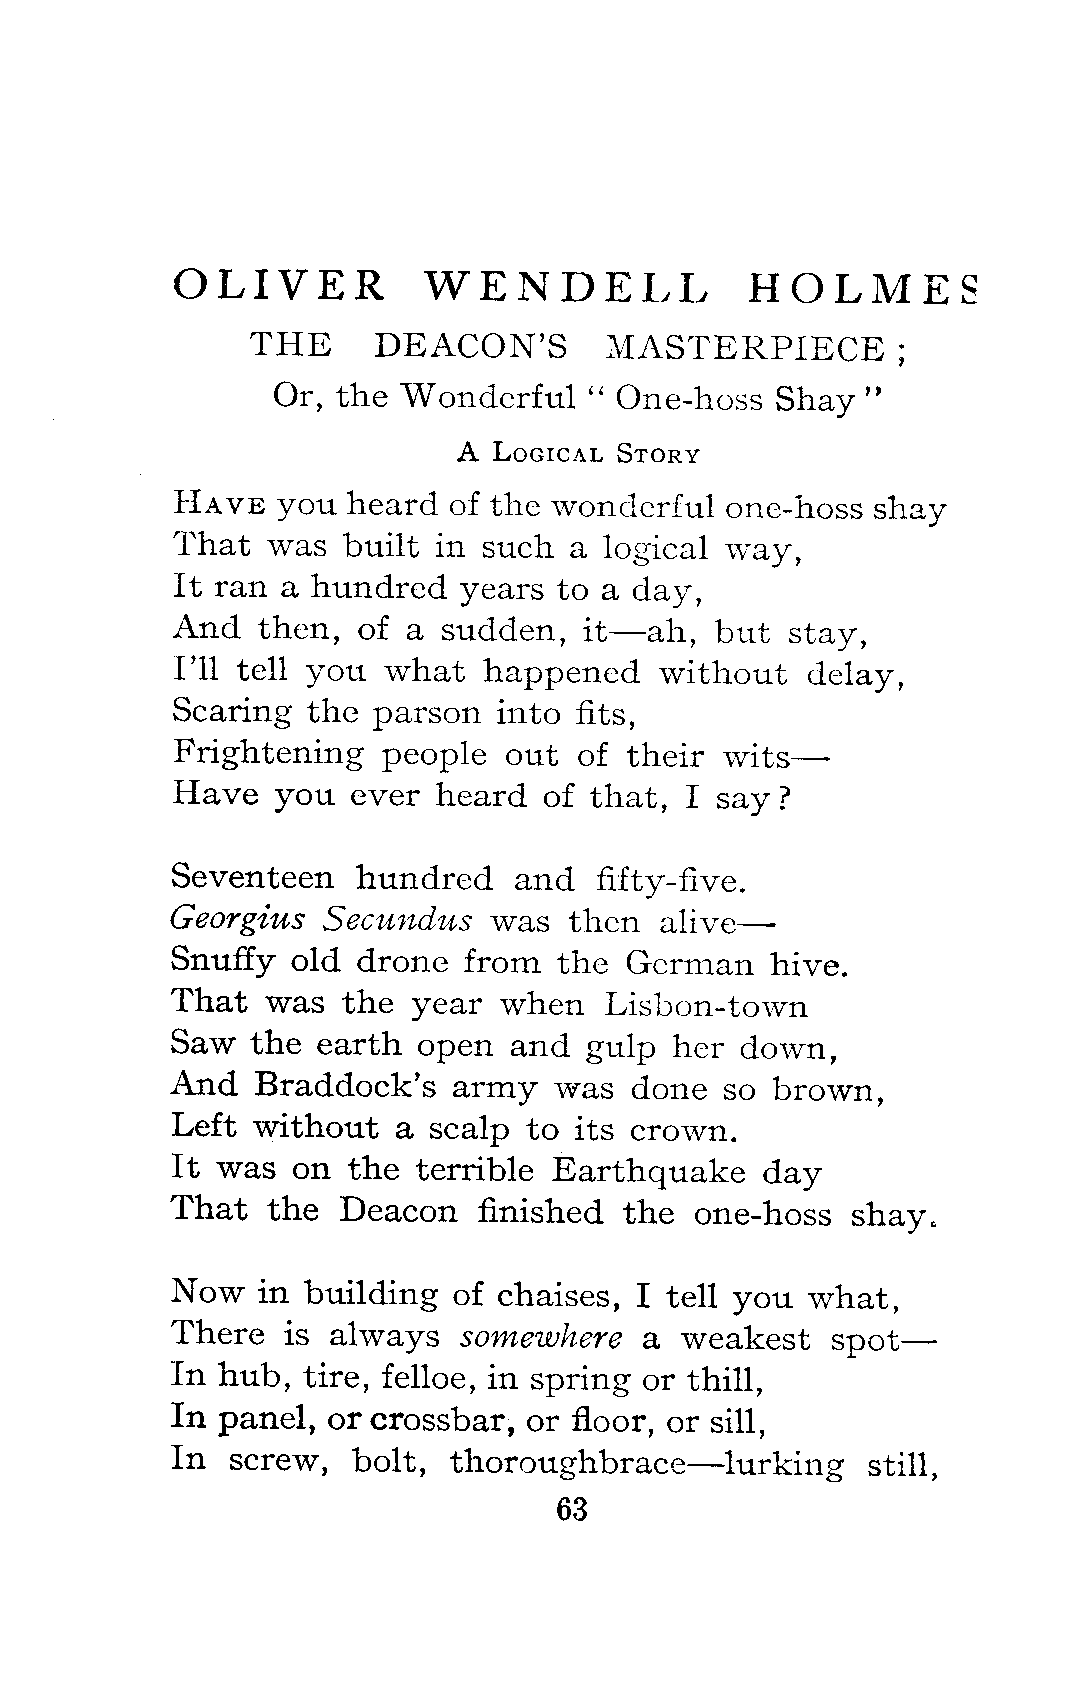 OLIVER WENDELL HOLMES
THE DEACON'S MASTERPIECE;
Or, the Wonderful "One-hoss Shay"
A LOGICAL STORY
HAVE you heard of the wonderful one-hoss shay
That was built in such a logical way,
It ran a hundred years to a day,
And then, of a sudden, it—ah, but stay,
I'll tell you what happened without delay,
Scaring the parson into fits,
Frightening people out of their wits—
Have you ever heard of that, I say?
Seventeen hundred and fifty-five.
Georgius Secundus was then alive—
Snuffy old drone from the German hive.
That was the year when Lisbon-town
Saw the earth open and gulp her down,
And Braddock's army was done so brown,
Left without a scalp to its crown.
It was on the terrible Earthquake day
That the Deacon finished the one-hoss shay.
Now in building of chaises, I tell you what,
There is always somewhere a weakest spot—
In hub, tire, felloe, in spring or thill,
In panel, or crossbar, or floor, or sill,
In screw, bolt, thoroughbrace—lurking still,
63